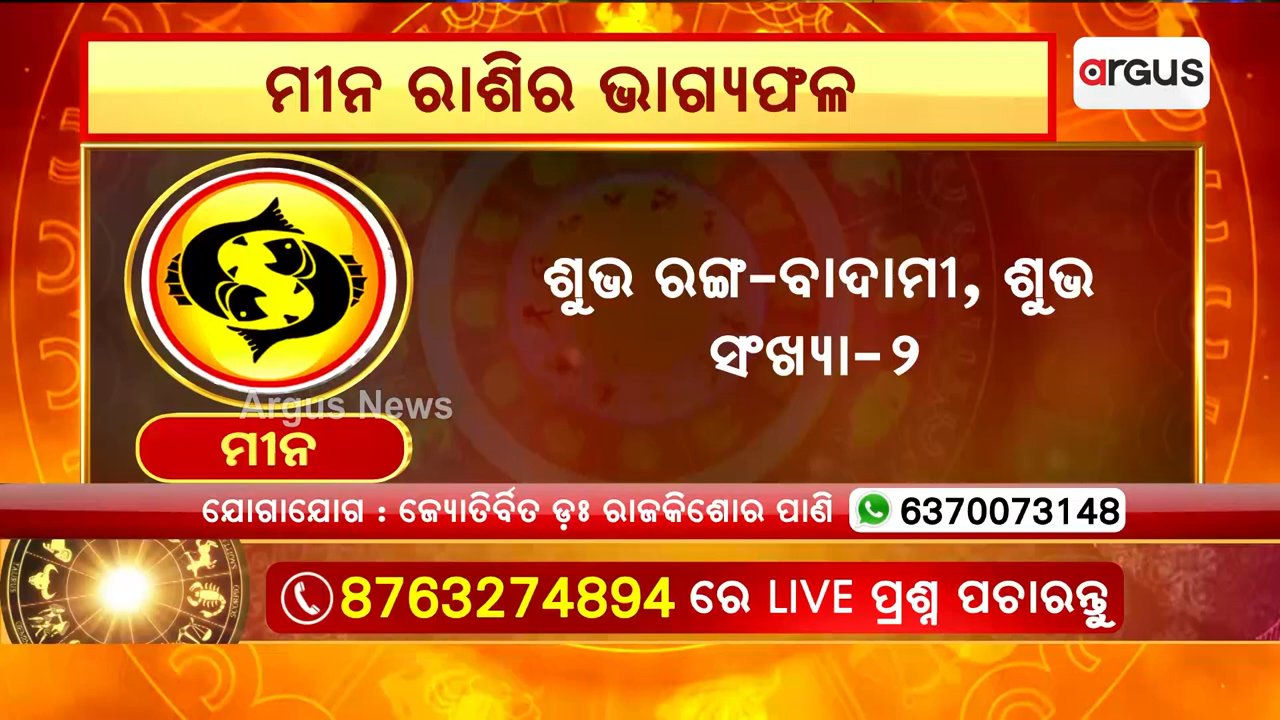 ମୀନ ରାଶିର ଭାଗ୍ୟଫଳ
argus
ଶୁଭ ରଙ୍ଗ-ବାଦାମୀ, ଶୁଭ
ସଂଖ୍ୟା-୨
Argus News
ମୀନ
ଯୋଗାଯୋଗ : ଜ୍ୟୋତିର୍ବିତ ଡ଼ଃ ରାଜକିଶୋର ପାଣି 6370073148
8763274894 ରେ LIVE ପ୍ରଶ୍ନ ପଚାରନ୍ତୁ